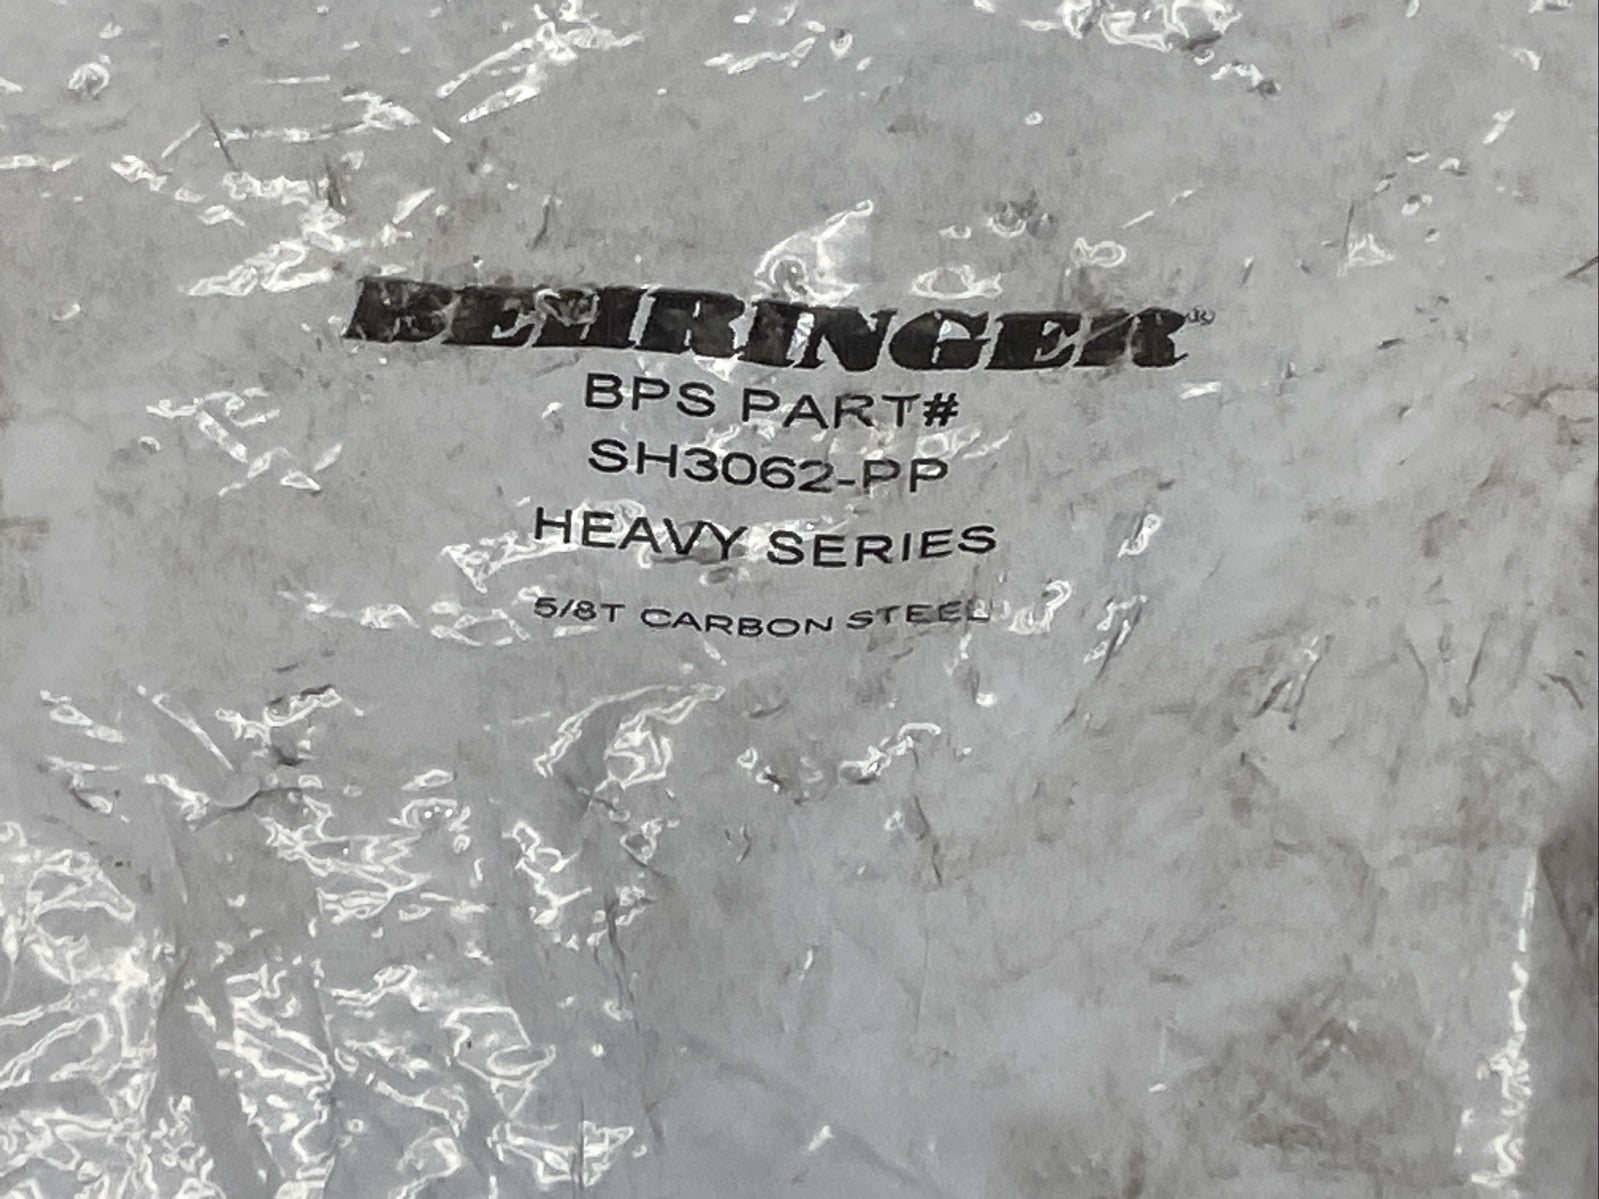 BEHRINGER®
BPS PART#
SH3062-PP
HEAVY SERIES
5/8T CARBON STEEL